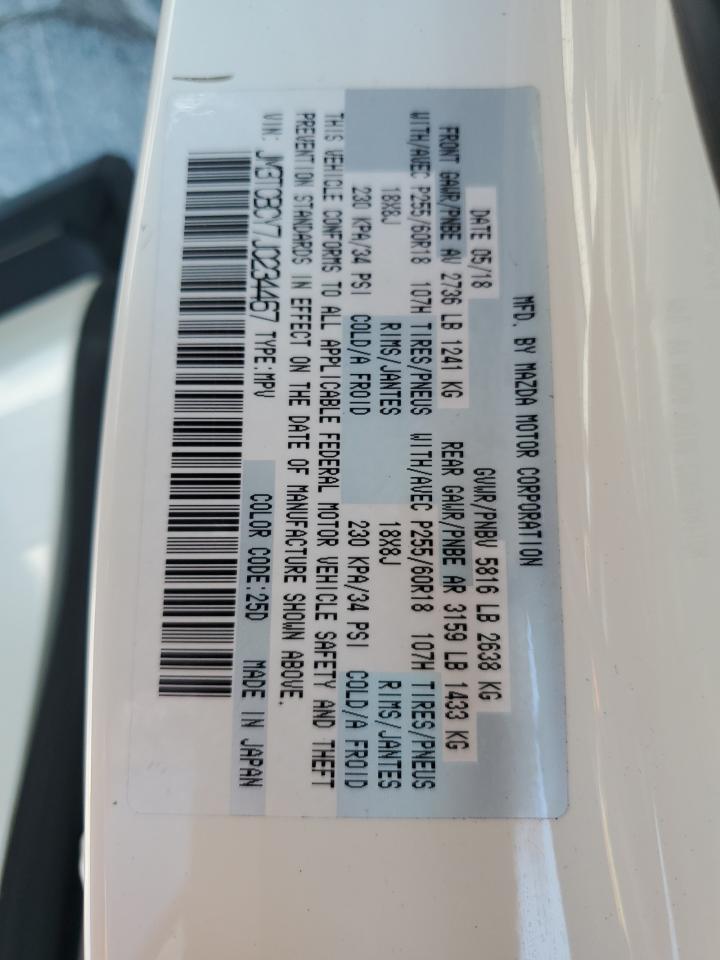 MFD. BY MAZDA MOTOR CORPORATION
DATE 05/18 GVWR/PNBV 5816 LB 2638 KG
FRONT GAWR/PNBE AV 2736 LB 1241 KG REAR GAWR/PNBE AR 3159 LB 1433 KG
WITH/AVEC P255/60R18 107H TIRES/PNEUS WITH/AVEC P255/60R18 107H TIRES/PNEUS
18X8J RIMS/JANTES 18X8J RIMS/JANTES
230 KPA/34 PSI COLD/A FROID 230 KPA/34 PSI COLD/A FROID
THIS VEHICLE CONFORMS TO ALL APPLICABLE FEDERAL MOTOR VEHICLE SAFETY AND THEFT
PREVENTION STANDARDS IN EFFECT ON THE DATE OF MANUFACTURE SHOWN ABOVE.
VIN: JM3TCBCY7J0234467 TYPE:MPV COLOR CODE:25D MADE IN JAPAN